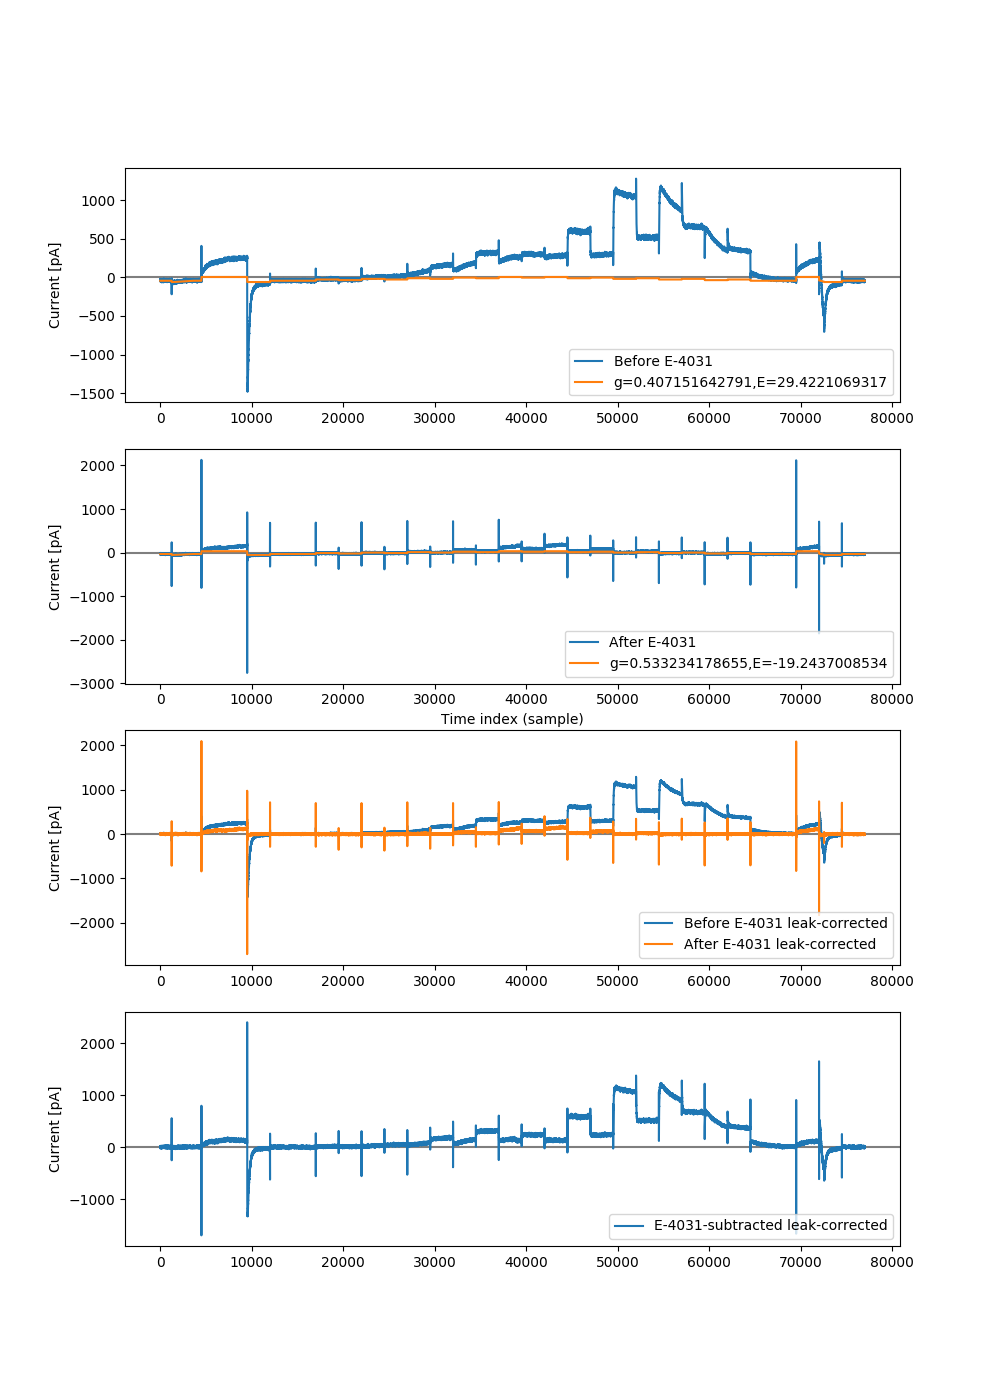 1000
500
0
−500
−1000
−1500
Current [pA]
Before E-4031
g=0.407151642791,E=29.4221069317
0 10000 20000 30000 40000 50000 60000 70000 80000
2000
1000
0
−1000
−2000
−3000
Current [pA]
After E-4031
g=0.533234178655,E=-19.2437008534
0 10000 20000 30000 40000 50000 60000 70000 80000
Time index (sample)
2000
1000
0
−1000
−2000
Current [pA]
Before E-4031 leak-corrected
After E-4031 leak-corrected
0 10000 20000 30000 40000 50000 60000 70000 80000
2000
1000
0
−1000
Current [pA]
E-4031-subtracted leak-corrected
0 10000 20000 30000 40000 50000 60000 70000 80000